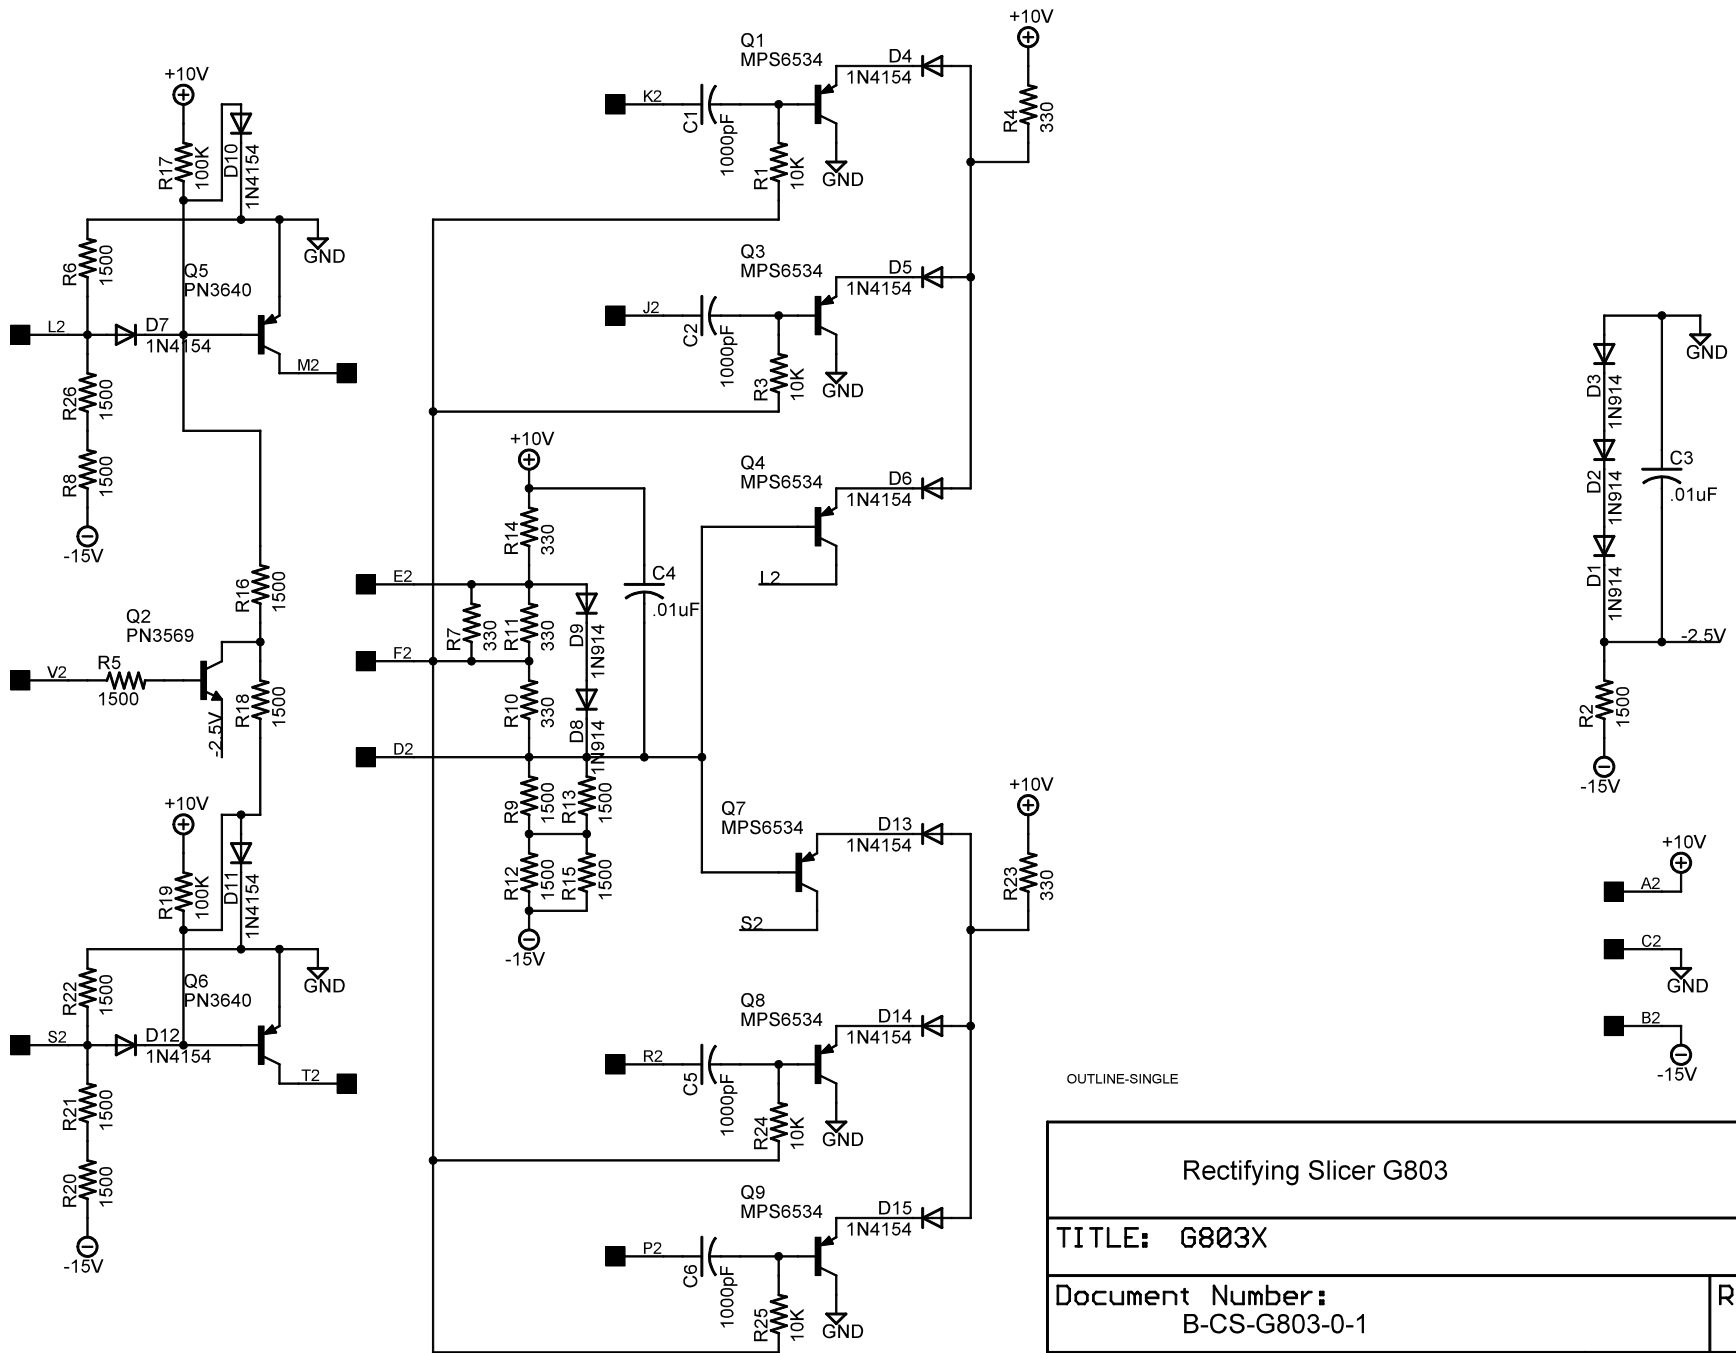 +10V
R17
100K
D10
1N4154
GND
R6
1500
Q5
PN3640
L2
D7
1N4154
M2
R26
1500
R8
1500
-15V
R16
1500
Q2
PN3569
V2
R5
1500
-2.5V
R18
1500
+10V
R19
100K
D11
1N4154
GND
R22
1500
Q6
PN3640
S2
D12
1N4154
T2
R21
1500
R20
1500
-15V
+10V
R14
330
C4
.01uF
E2
R7
330
R11
330
D9
1N914
F2
R10
330
D8
1N914
D2
R9
1500
R13
1500
R12
1500
R15
1500
-15V
Q1
MPS6534
K2
C1
1000pF
R1
10K
GND
D4
1N4154
+10V
R4
330
Q3
MPS6534
J2
C2
1000pF
R3
10K
GND
D5
1N4154
Q4
MPS6534
D6
1N4154
L2
Q7
MPS6534
D13
1N4154
S2
+10V
R23
330
Q8
MPS6534
R2
C5
1000pF
R24
10K
GND
D14
1N4154
Q9
MPS6534
P2
C6
1000pF
R25
10K
GND
D15
1N4154
GND
D3
1N914
D2
1N914
D1
1N914
C3
.01uF
-2.5V
R2
1500
-15V
+10V
A2
C2
GND
B2
-15V
OUTLINE-SINGLE
Rectifying Slicer G803
TITLE: G803X
Document Number:
B-CS-G803-0-1
R